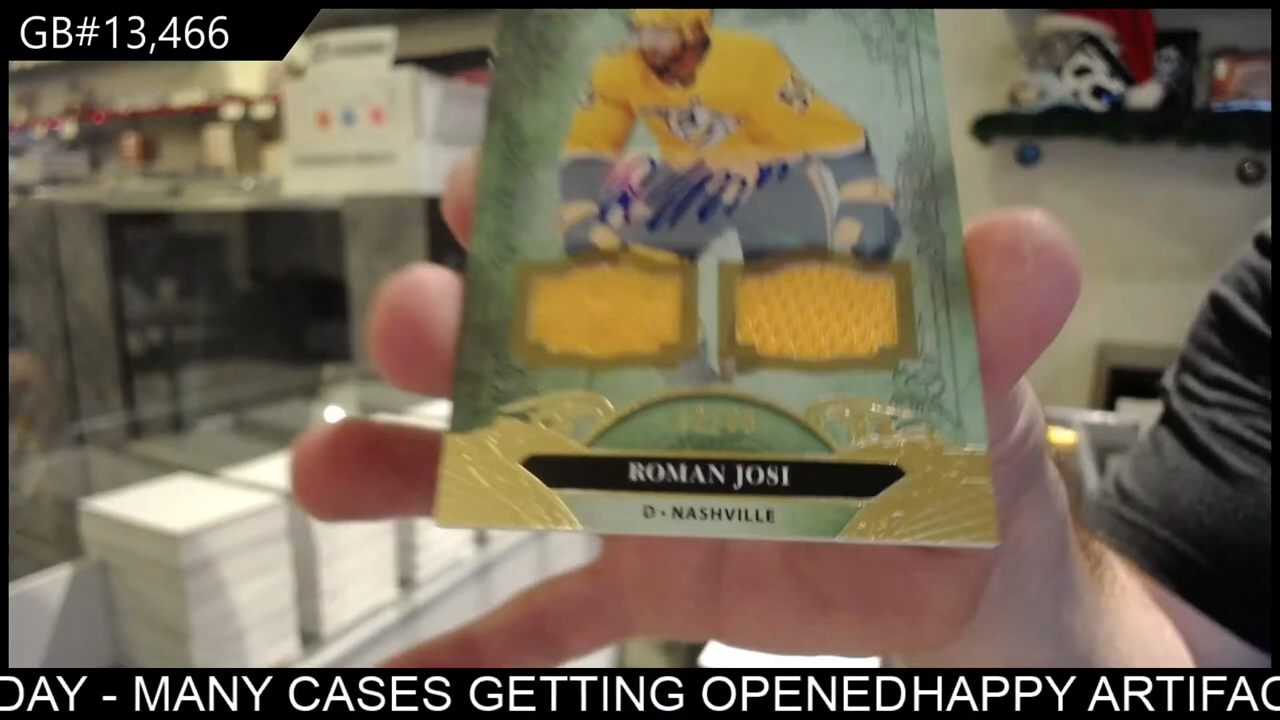 GB#13,466
ROMAN JOSI
D - NASHVILLE
DAY - MANY CASES GETTING OPENEDHAPPY ARTIFAC